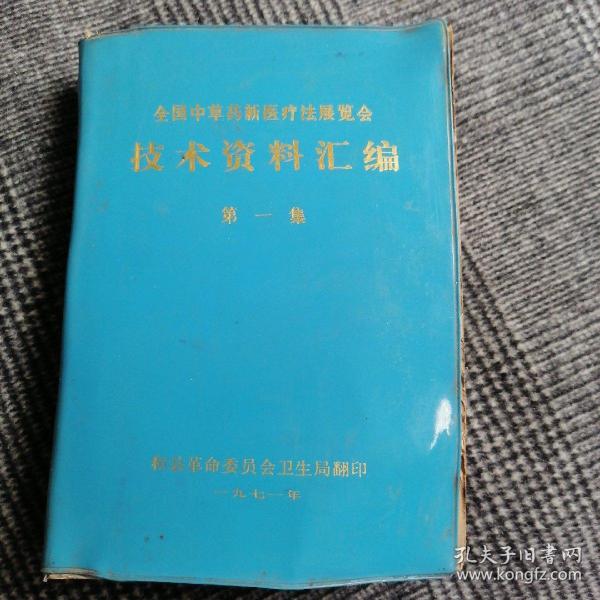 全国中草药新医疗法展览会
技术资料汇编
第一集
县革命委员会卫生局翻印
一九七一年
孔夫子旧书网
www.kongfz.com